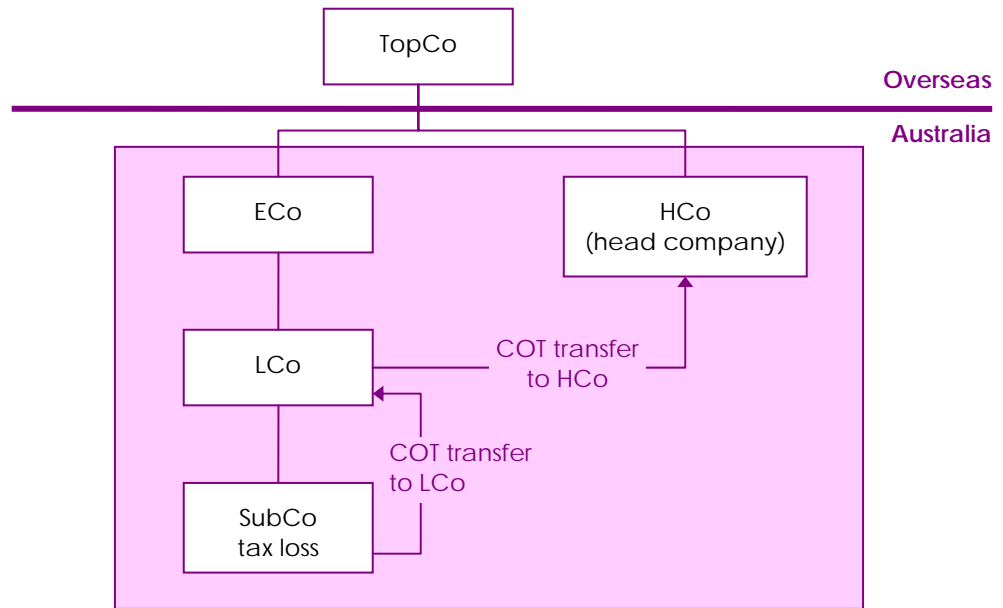 TopCo
Overseas
Australia
ECo
HCo
(head company)
LCo
COT transfer
to HCo
COT transfer
to LCo
SubCo
tax loss